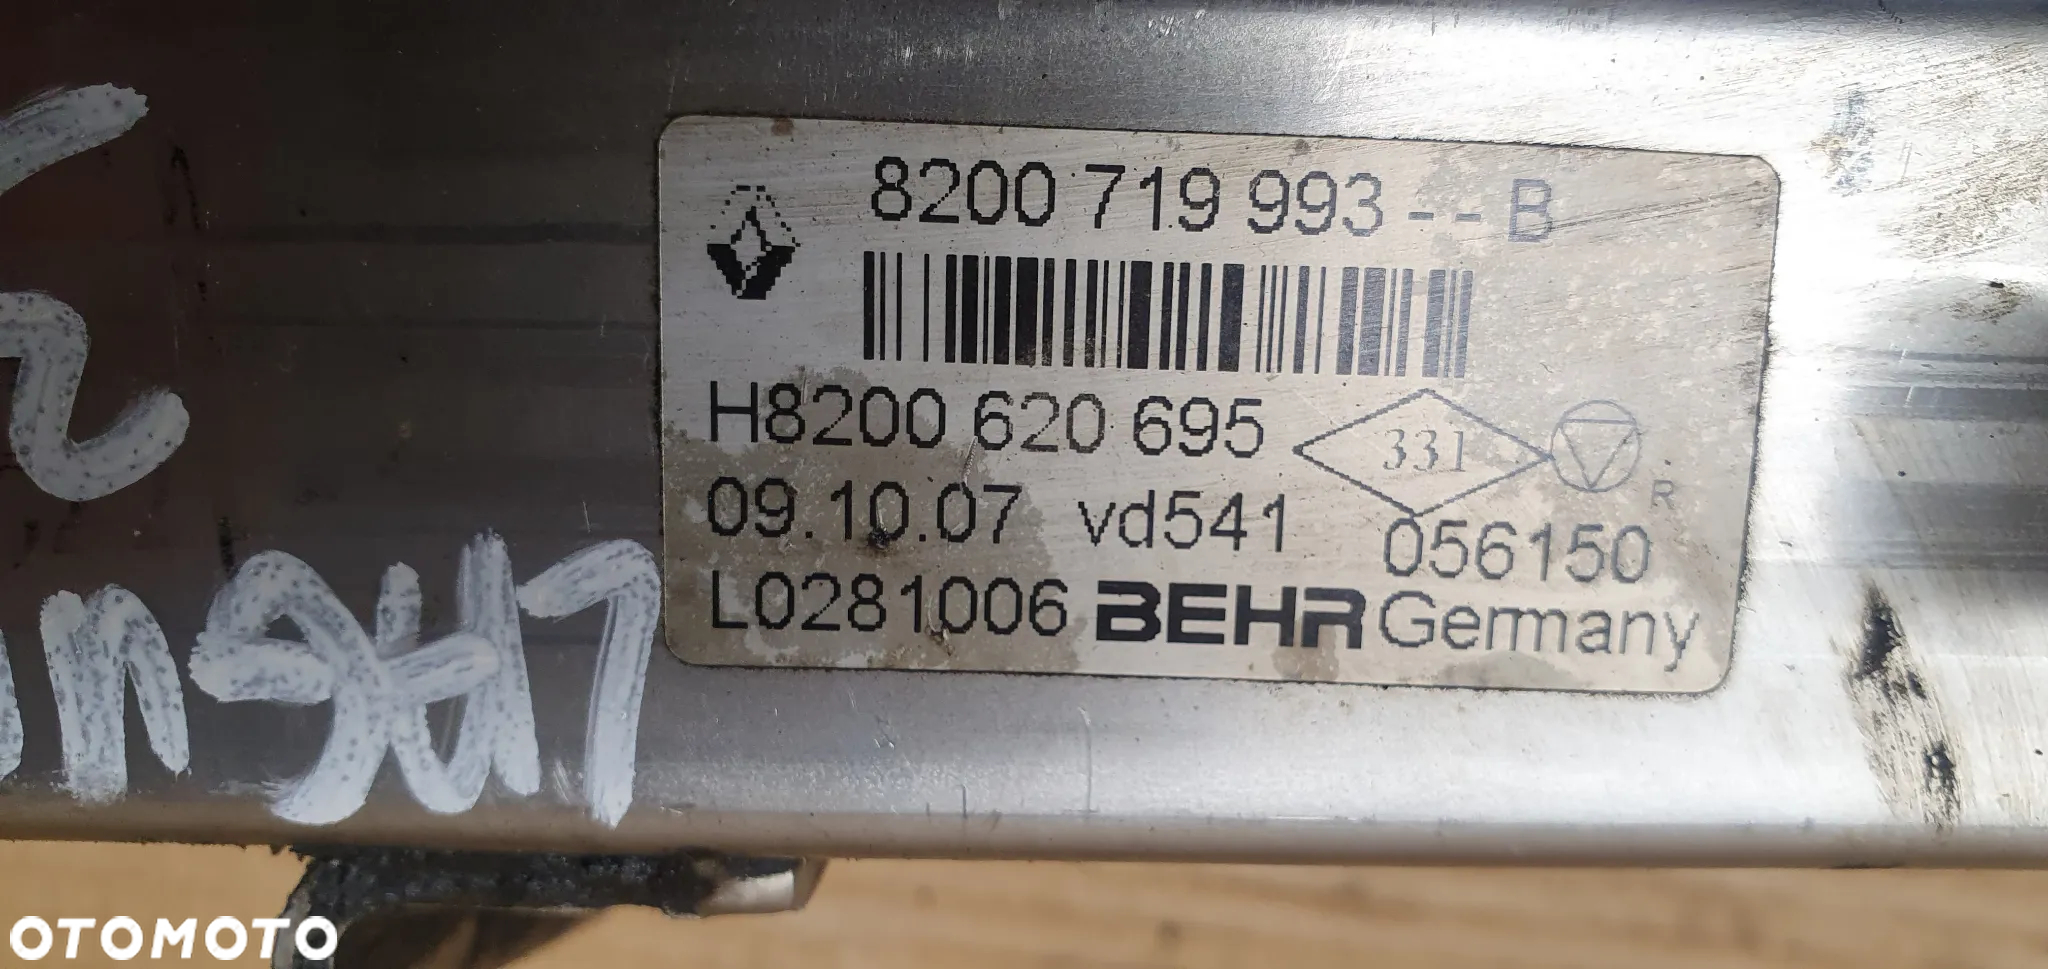 8200 719 993 - - B
H8200 620 695
331
R
09.10.07 vd541 056150
L0281006 BEHR Germany
OTOMOTO